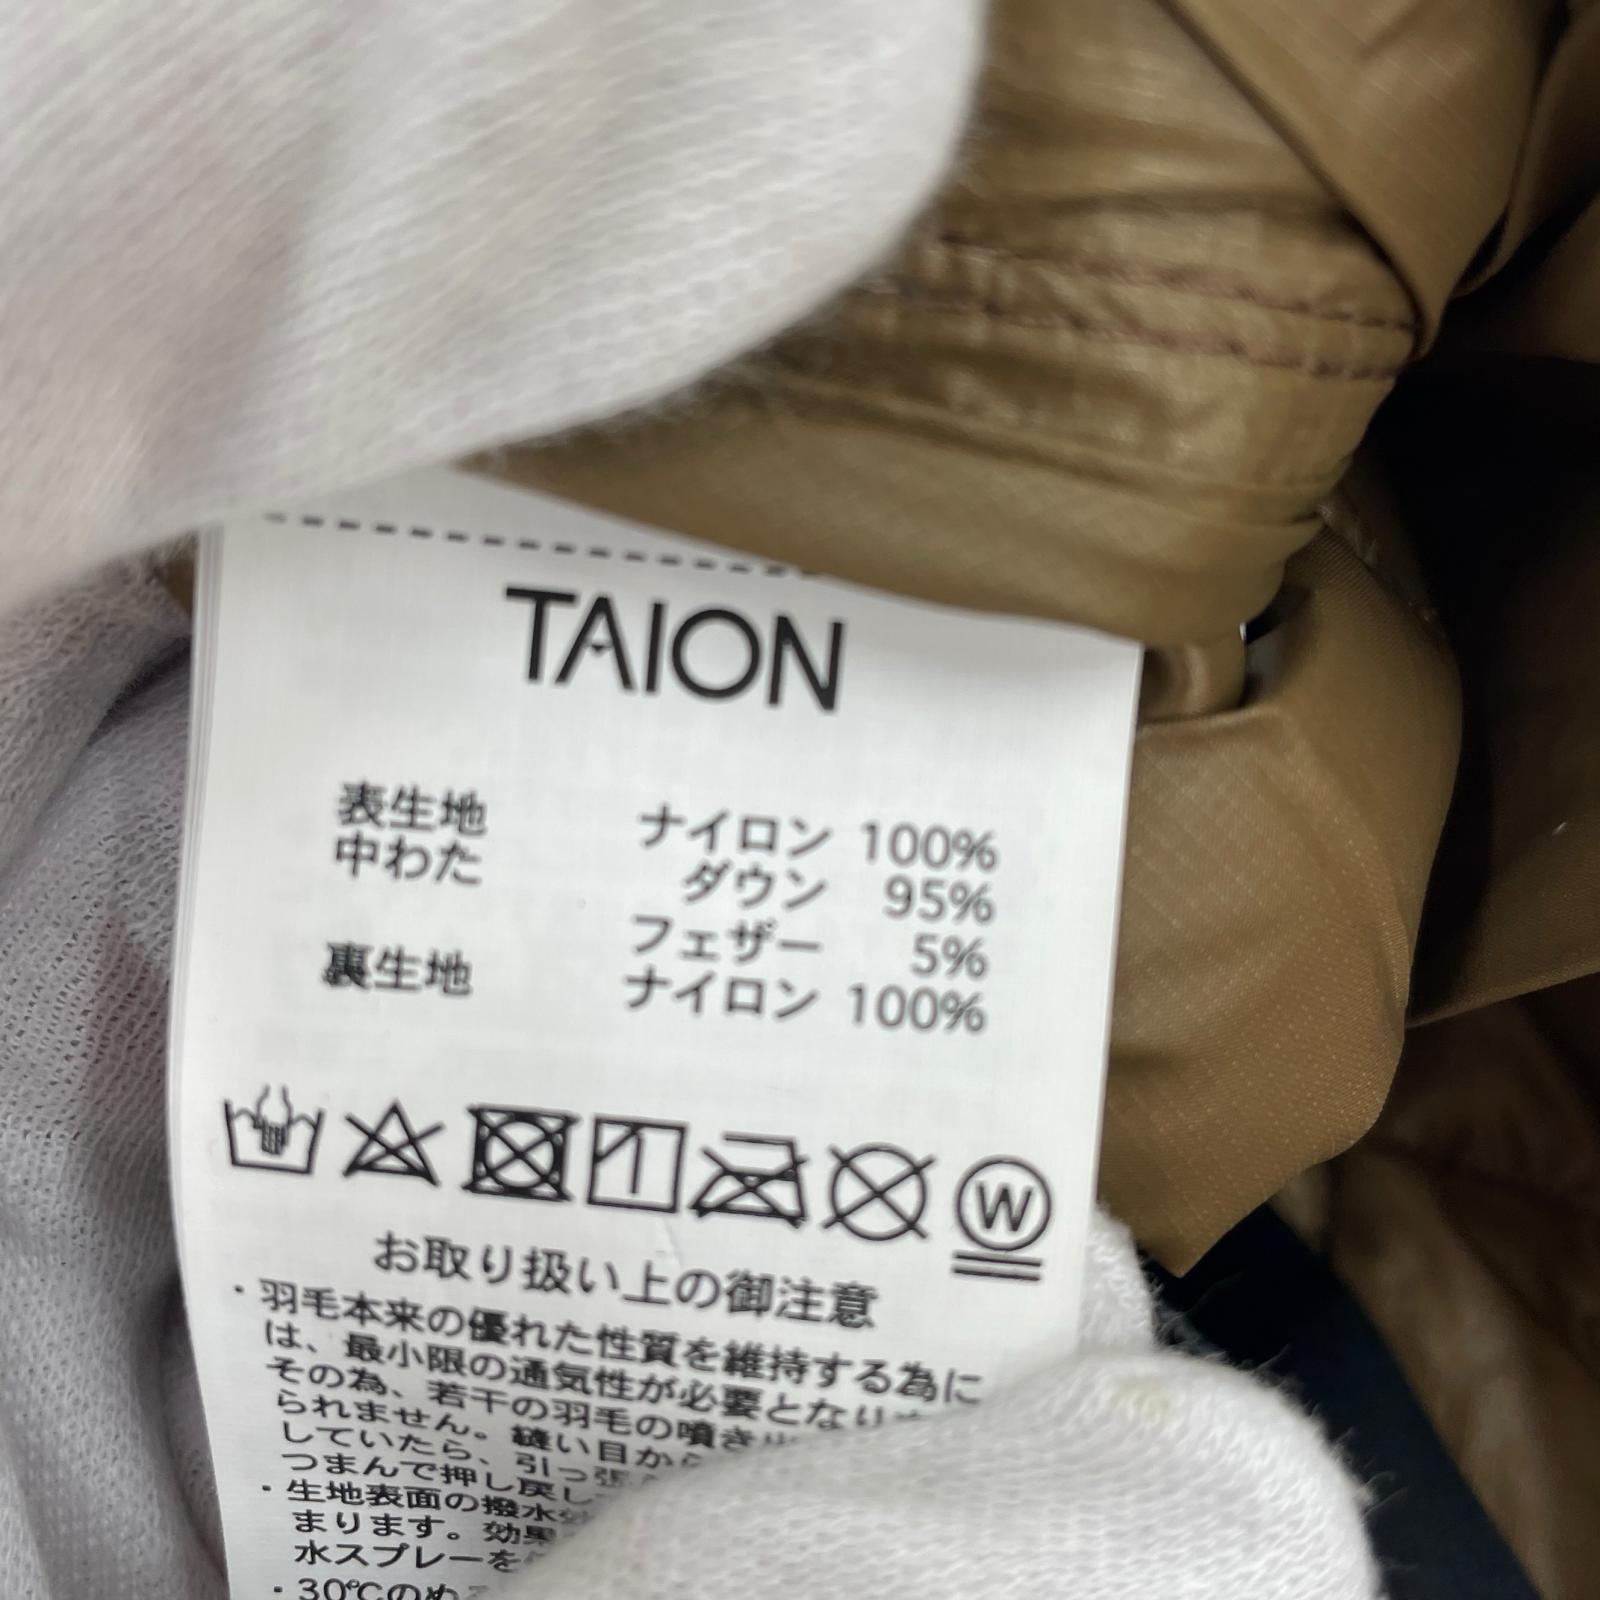 TAION
表生地 ナイロン 100%
中わた ダウン 95%
フェザー 5%
裏生地 ナイロン 100%
W
お取り扱い上の御注意
・羽毛本来の優れた性質を維持する為に
は、最小限の通気性が必要となり
その為、若干の羽毛の噴き
られません。縫い目から
していたら、引っ張
つまんで押し戻し
・生地表面の撥水
まります。効果
水スプレーを
・30℃のぬ